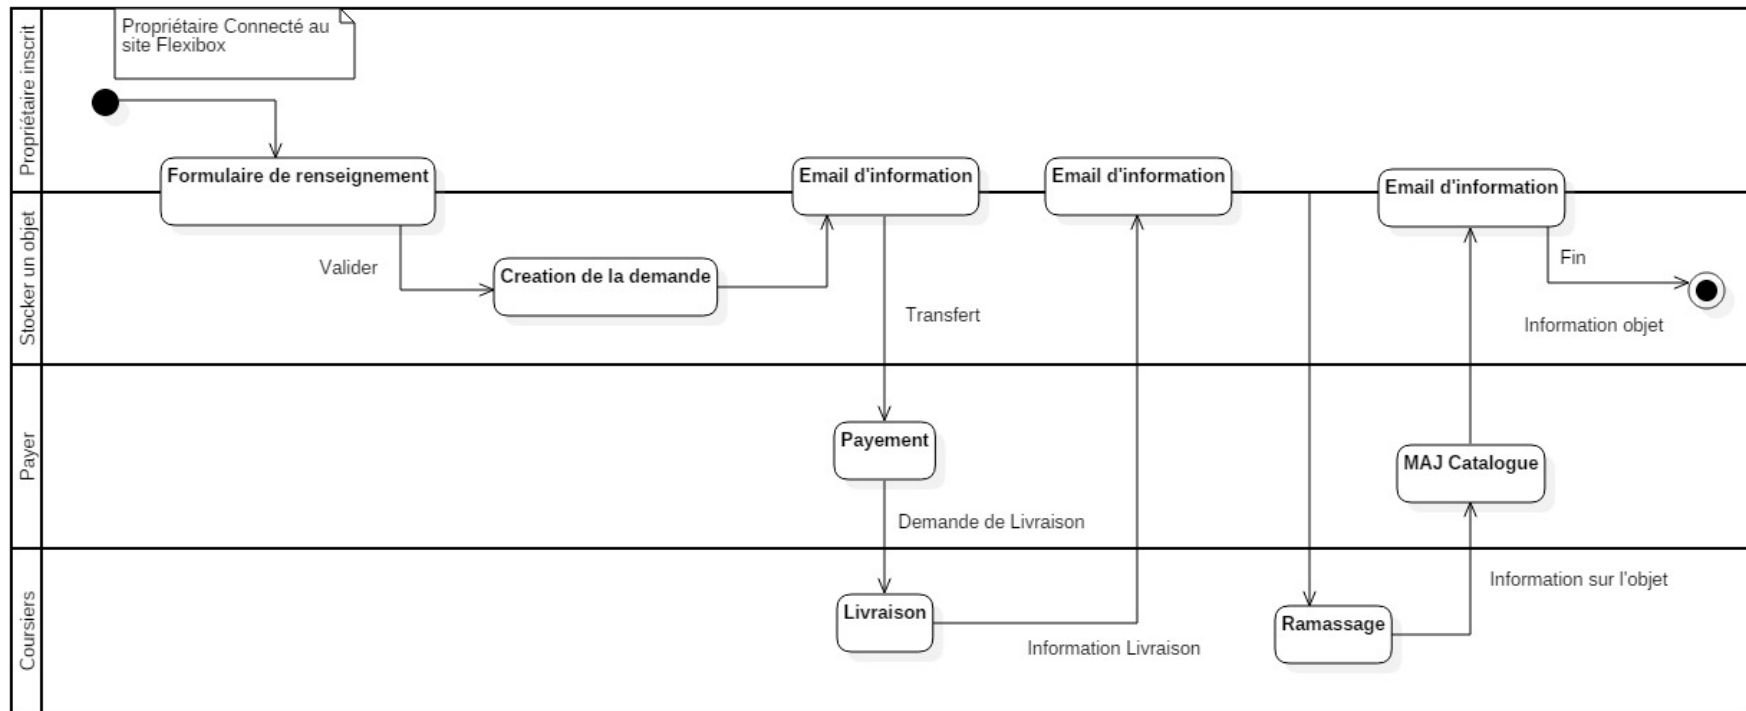 Propriétaire inscrit
Propriétaire Connecté au
site Flexibox
Formulaire de renseignement
Email d'information
Email d'information
Email d'information
Stocker un objet
Valider
Creation de la demande
Transfert
Fin
Information objet
Payer
Payement
MAJ Catalogue
Demande de Livraison
Coursiers
Livraison
Information Livraison
Ramassage
Information sur l'objet